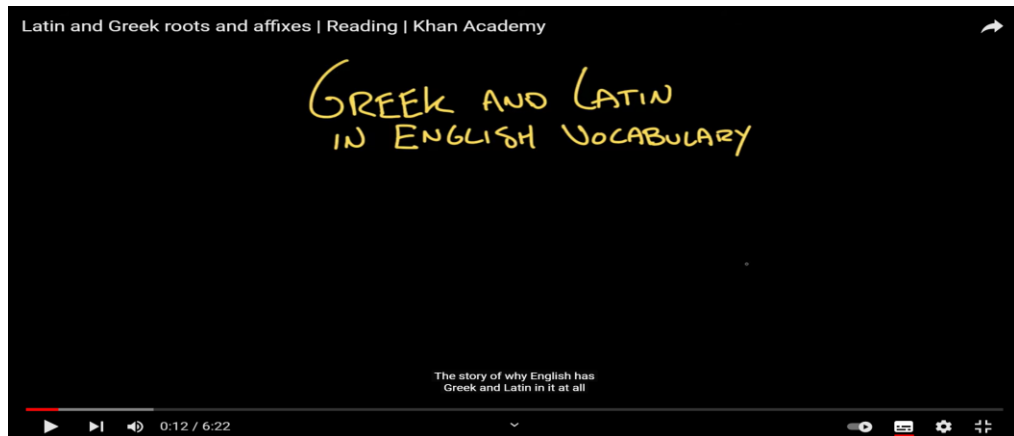 Latin and Greek roots and affixes | Reading | Khan Academy
GREEK AND LATIN
IN ENGLISH VOCABULARY
The story of why English has
Greek and Latin in it at all
0:12 / 6:22